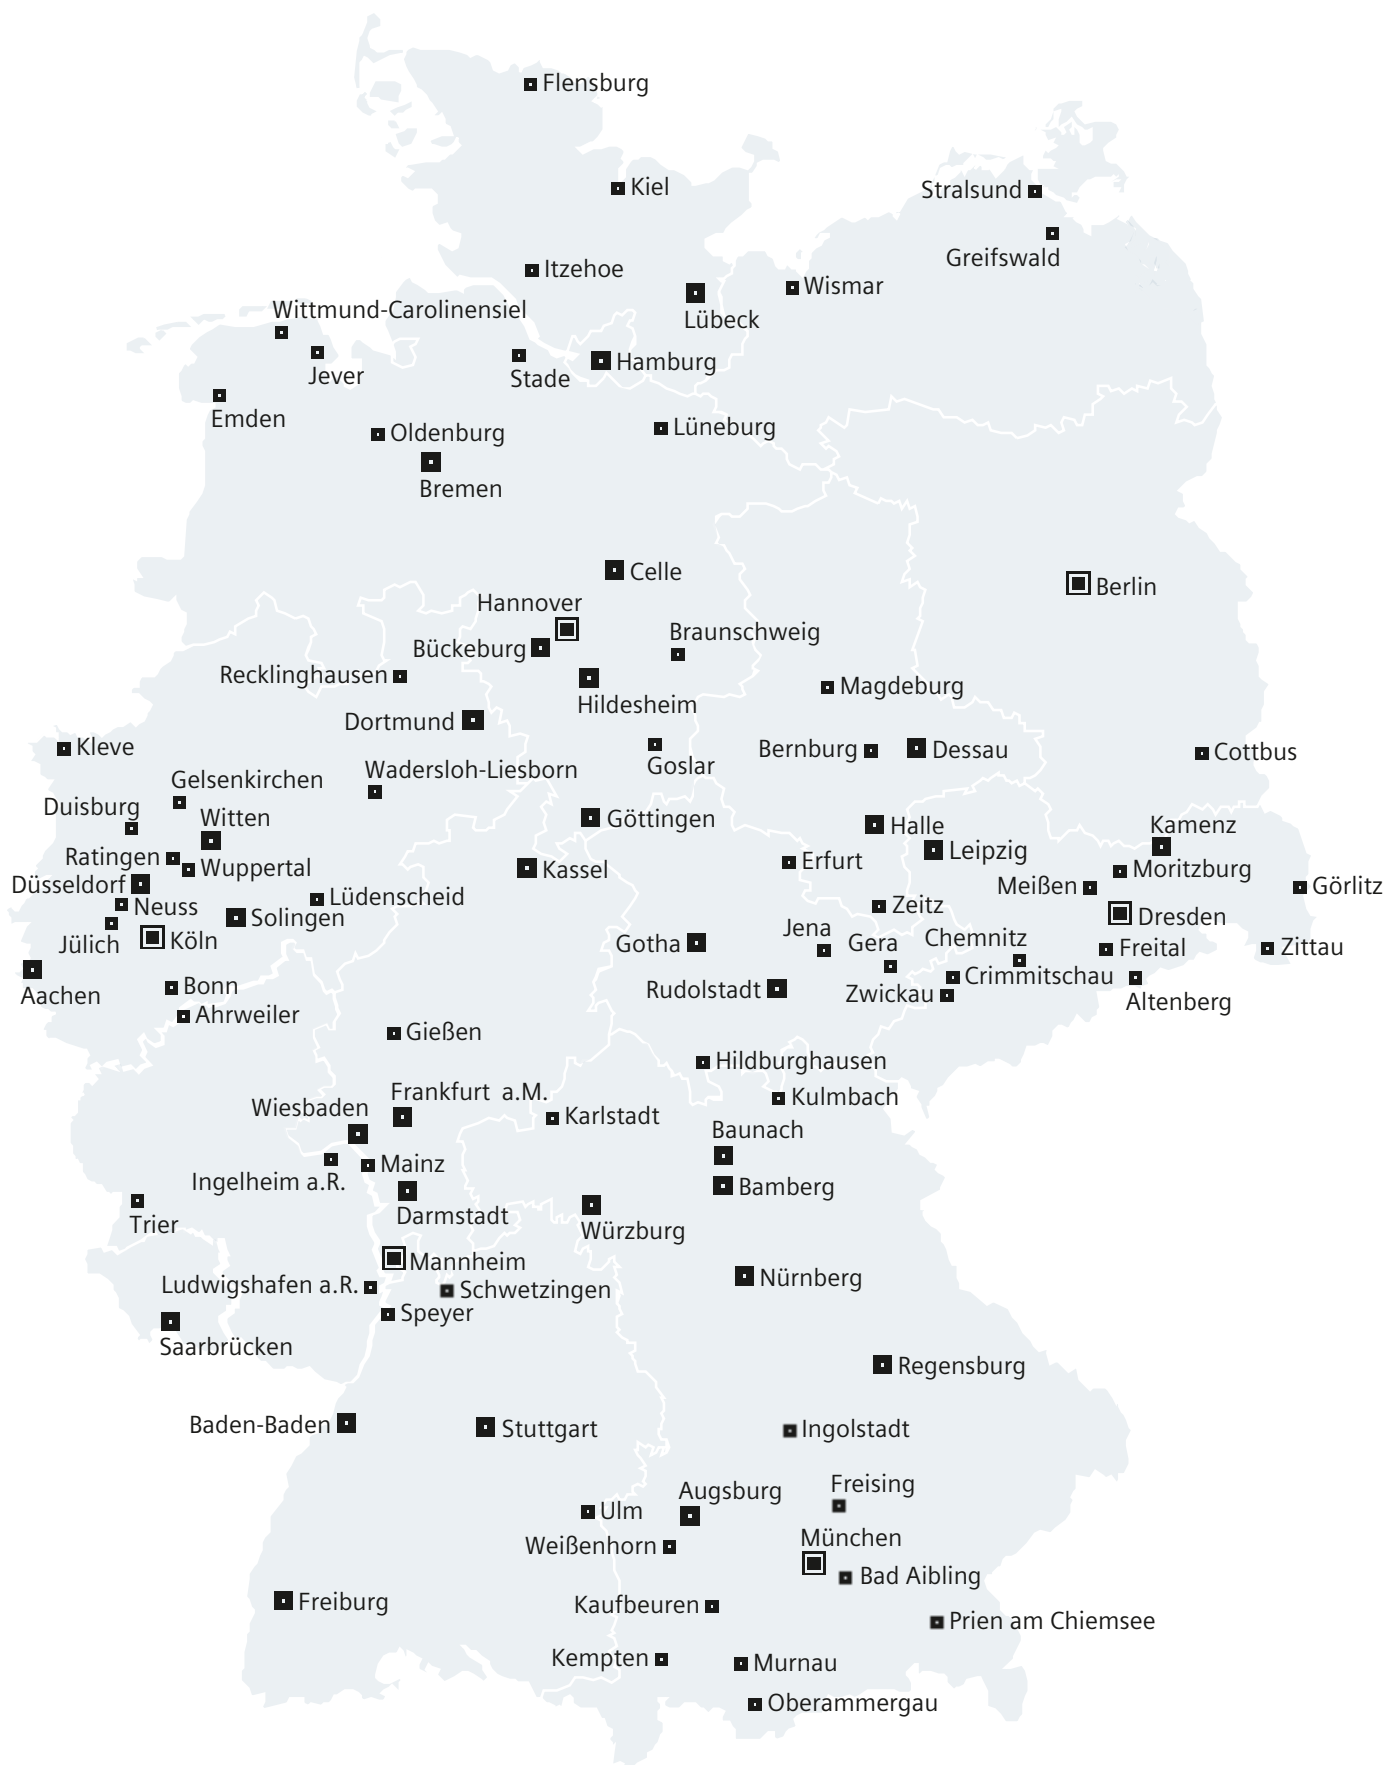 Flensburg
Kiel
Stralsund
Greifswald
Itzehoe
Wismar
Wittmund-Carolinensiel
Lübeck
Jever
Stade
Hamburg
Emden
Oldenburg
Lüneburg
Bremen
Celle
Berlin
Hannover
Braunschweig
Bückeburg
Recklinghausen
Magdeburg
Hildesheim
Dortmund
Kleve
Bernburg
Dessau
Cottbus
Goslar
Wadersloh-Liesborn
Gelsenkirchen
Duisburg
Witten
Göttingen
Halle
Kamenz
Leipzig
Ratingen
Wuppertal
Kassel
Erfurt
Moritzburg
Düsseldorf
Meißen
Görlitz
Lüdenscheid
Neuss
Zeitz
Solingen
Dresden
Jena
Köln
Jülich
Gotha
Gera
Chemnitz
Freital
Zittau
Crimmitschau
Bonn
Aachen
Rudolstadt
Zwickau
Altenberg
Ahrweiler
Gießen
Hildburghausen
Frankfurt a.M.
Kulmbach
Wiesbaden
Karlstadt
Baunach
Mainz
Ingelheim a.R.
Bamberg
Trier
Darmstadt
Würzburg
Mannheim
Nürnberg
Ludwigshafen a.R.
Schwetzingen
Speyer
Saarbrücken
Regensburg
Baden-Baden
Stuttgart
Ingolstadt
Freising
Augsburg
Ulm
München
Weißenhorn
Bad Aibling
Freiburg
Kaufbeuren
Prien am Chiemsee
Kempten
Murnau
Oberammergau